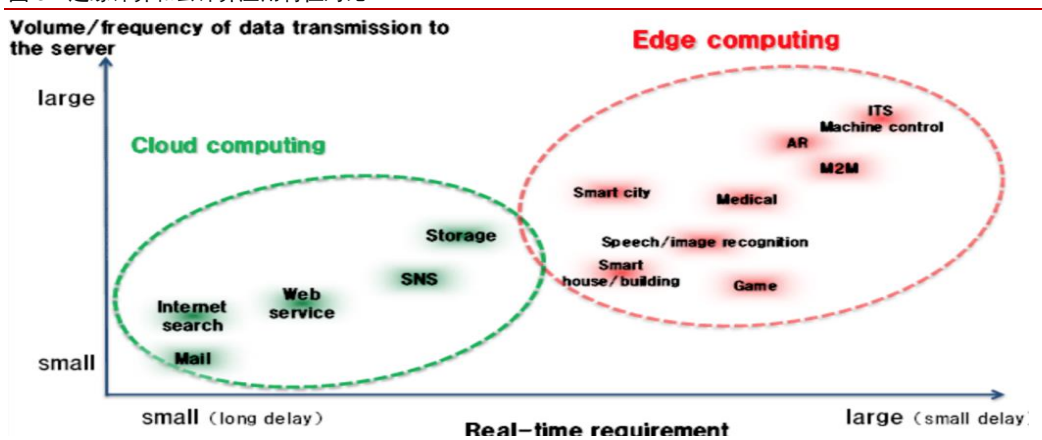 Volume/frequency of data transmission to
the server
Edge computing
large
ITS
Machine control
AR
Cloud computing
M2M
Smart city
Medical
Storage
Speech/image recognition
Smart
house/building
SNS
Game
Web
service
Internet
search
Mail
small
small (long delay)
large (small delay)
Real-time requirement